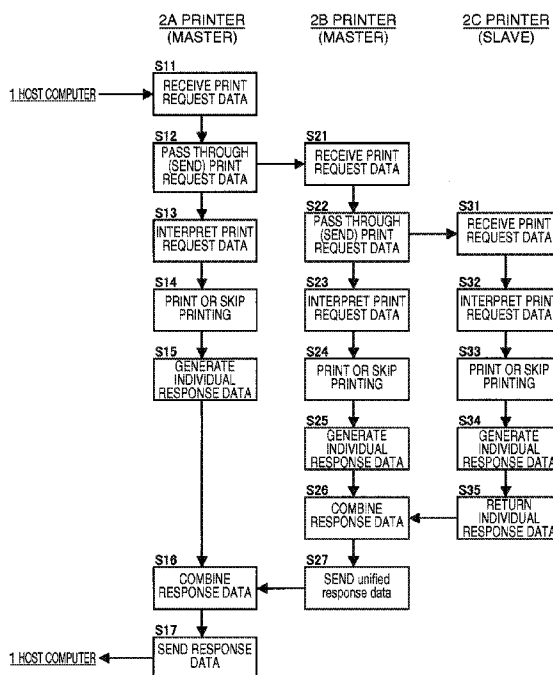 2A PRINTER
(MASTER)
2B PRINTER
(MASTER)
2C PRINTER
(SLAVE)
1 HOST COMPUTER
S11
RECEIVE PRINT
REQUEST DATA
S12
PASS THROUGH
(SEND) PRINT
REQUEST DATA
S13
INTERPRET PRINT
REQUEST DATA
S14
PRINT OR SKIP
PRINTING
S15
GENERATE
INDIVIDUAL
RESPONSE DATA
S16
COMBINE
RESPONSE DATA
S17
SEND RESPONSE
DATA
1 HOST COMPUTER
S21
RECEIVE PRINT
REQUEST DATA
S22
PASS THROUGH
(SEND) PRINT
REQUEST DATA
S23
INTERPRET PRINT
REQUEST DATA
S24
PRINT OR SKIP
PRINTING
S25
GENERATE
INDIVIDUAL
RESPONSE DATA
S26
COMBINE
RESPONSE DATA
S27
SEND unified
response data
S31
RECEIVE PRINT
REQUEST DATA
S32
INTERPRET PRINT
REQUEST DATA
S33
PRINT OR SKIP
PRINTING
S34
GENERATE
INDIVIDUAL
RESPONSE DATA
S35
RETURN
INDIVIDUAL
RESPONSE DATA